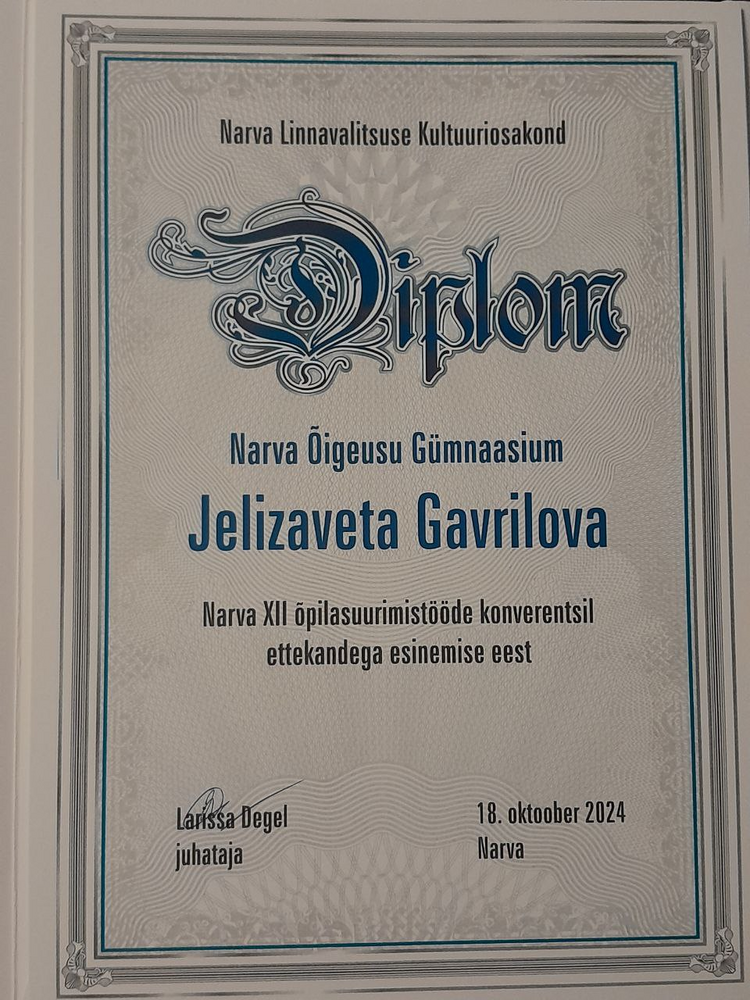 Narva Linnavalitsuse Kultuuriosakond
Diplom
Narva Õigeusu Gümnaasium
Jelizaveta Gavrilova
Narva XII õpilasuurimistööde konverentsil
ettekandega esinemise eest
Larissa Degel
juhataja
18. oktoober 2024
Narva